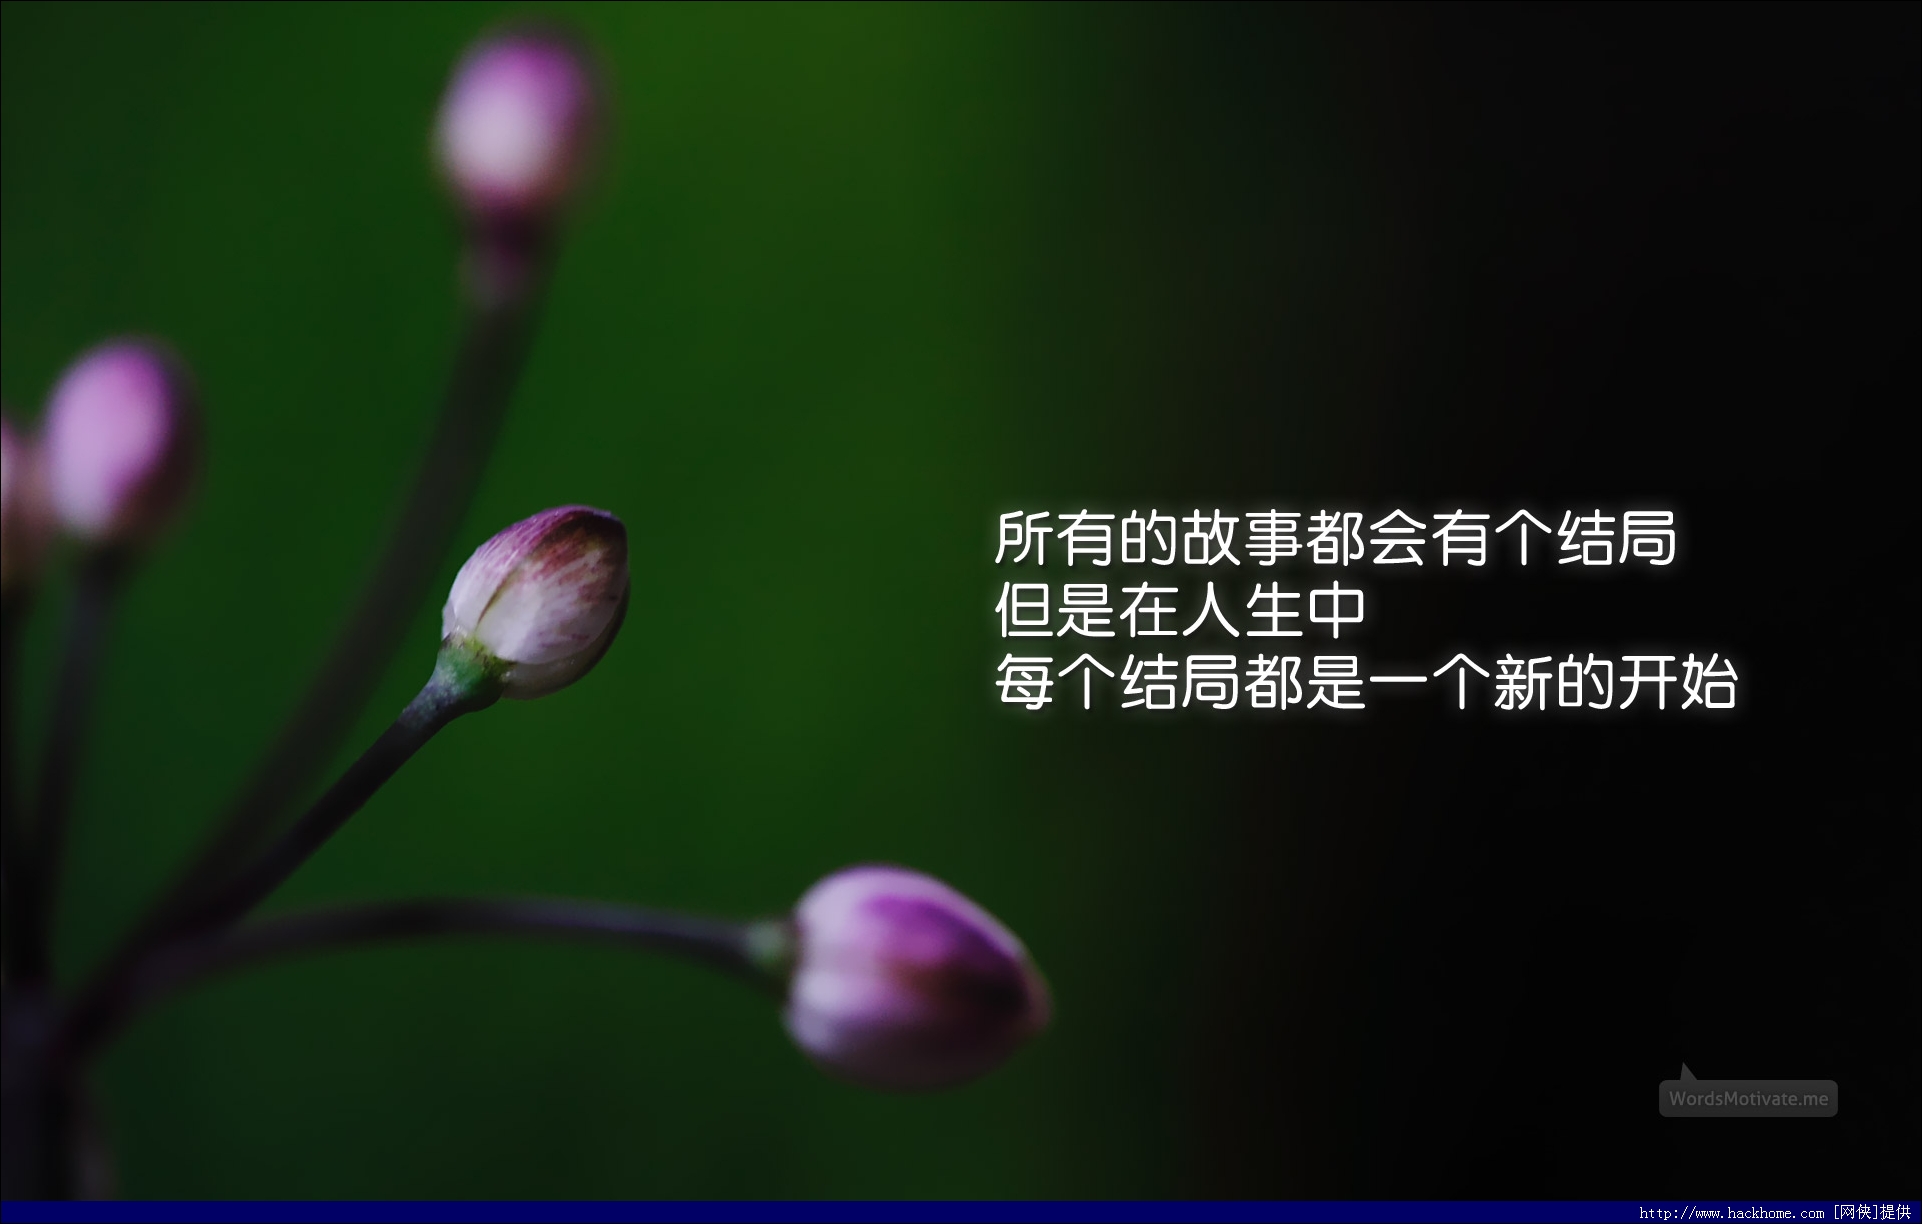 所有的故事都会有个结局
但是在人生中
每个结局都是一个新的开始
WordsMotivate.me
http://www.hackhome.com [网侠]提供